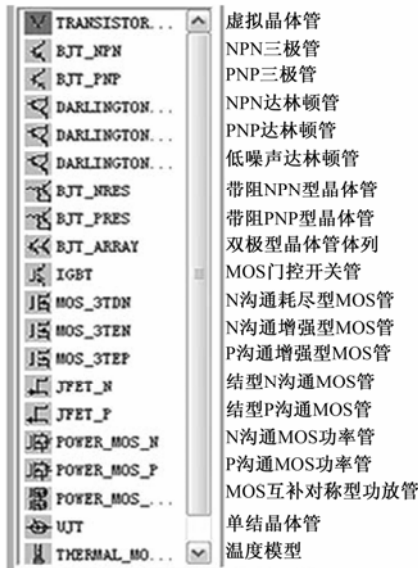 TRANSISTOR... 虚拟晶体管
BJT_NPN NPN三极管
BJT_PNP PNP三极管
DARLINGTON... NPN达林顿管
DARLINGTON... PNP达林顿管
DARLINGTON... 低噪声达林顿管
BJT_NRES 带阻NPN型晶体管
BJT_PRES 带阻PNP型晶体管
BJT_ARRAY 双极型晶体管体列
IGBT MOS门控开关管
MOS_3TDN N沟通耗尽型MOS管
MOS_3TEN N沟通增强型MOS管
MOS_3TEP P沟通增强型MOS管
JFET_N 结型N沟通MOS管
JFET_P 结型P沟通MOS管
POWER_MOS_N N沟通MOS功率管
POWER_MOS_P P沟通MOS功率管
POWER_MOS_... MOS互补对称型功放管
UJT 单结晶体管
THERMAL_MO... 温度模型